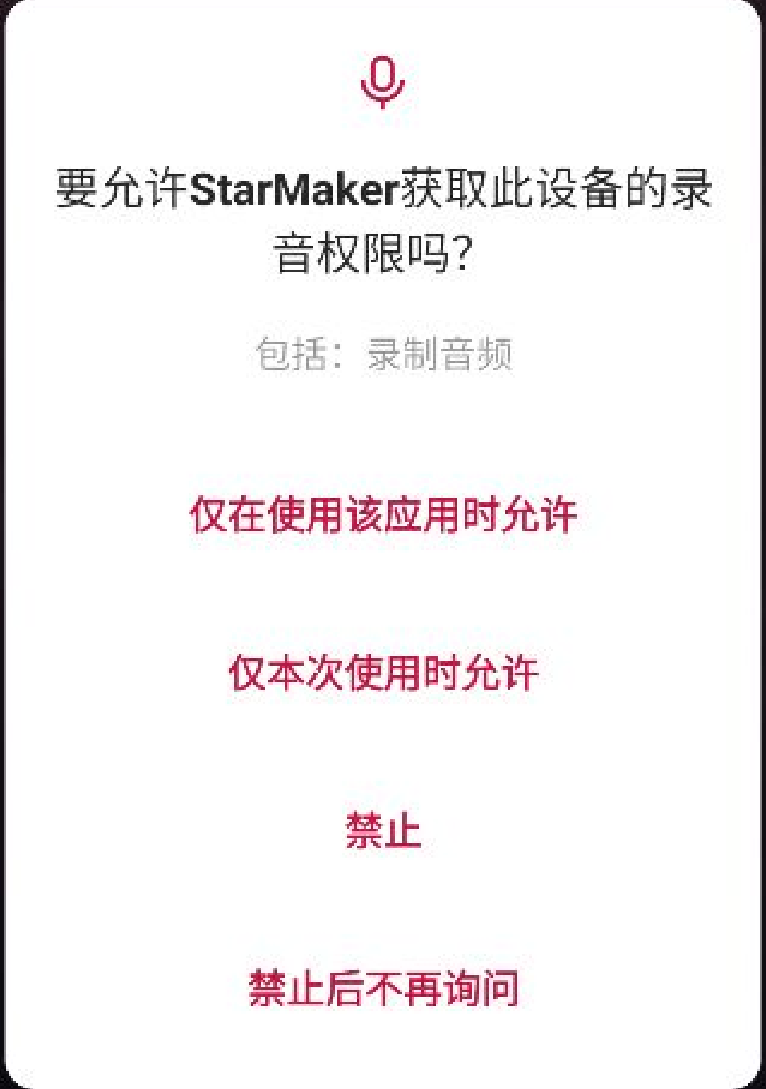 要允许StarMaker获取此设备的录
音权限吗？
包括：录制音频
仅在使用该应用时允许
仅本次使用时允许
禁止
禁止后不再询问